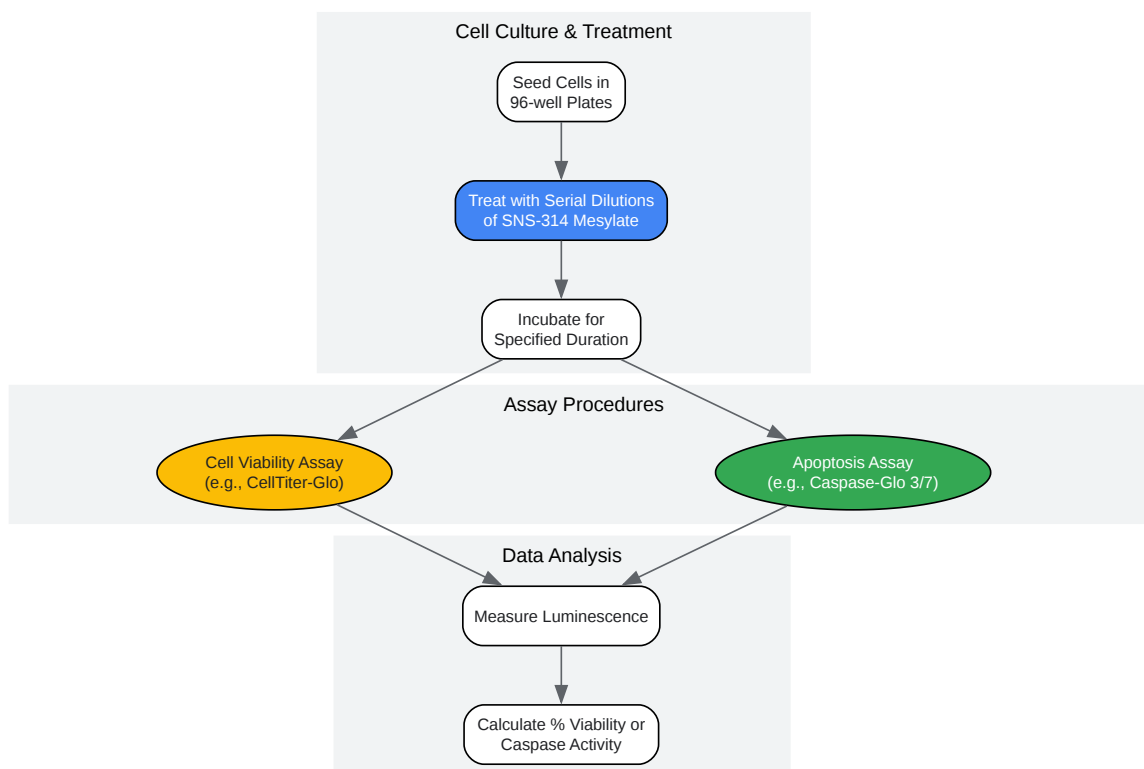 Cell Culture & Treatment
Seed Cells in
96-well Plates
Treat with Serial Dilutions
of SNS-314 Mesylate
Incubate for
Specified Duration
Assay Procedures
Cell Viability Assay
(e.g., CellTiter-Glo)
Apoptosis Assay
(e.g., Caspase-Glo 3/7)
Data Analysis
Measure Luminescence
Calculate % Viability or
Caspase Activity